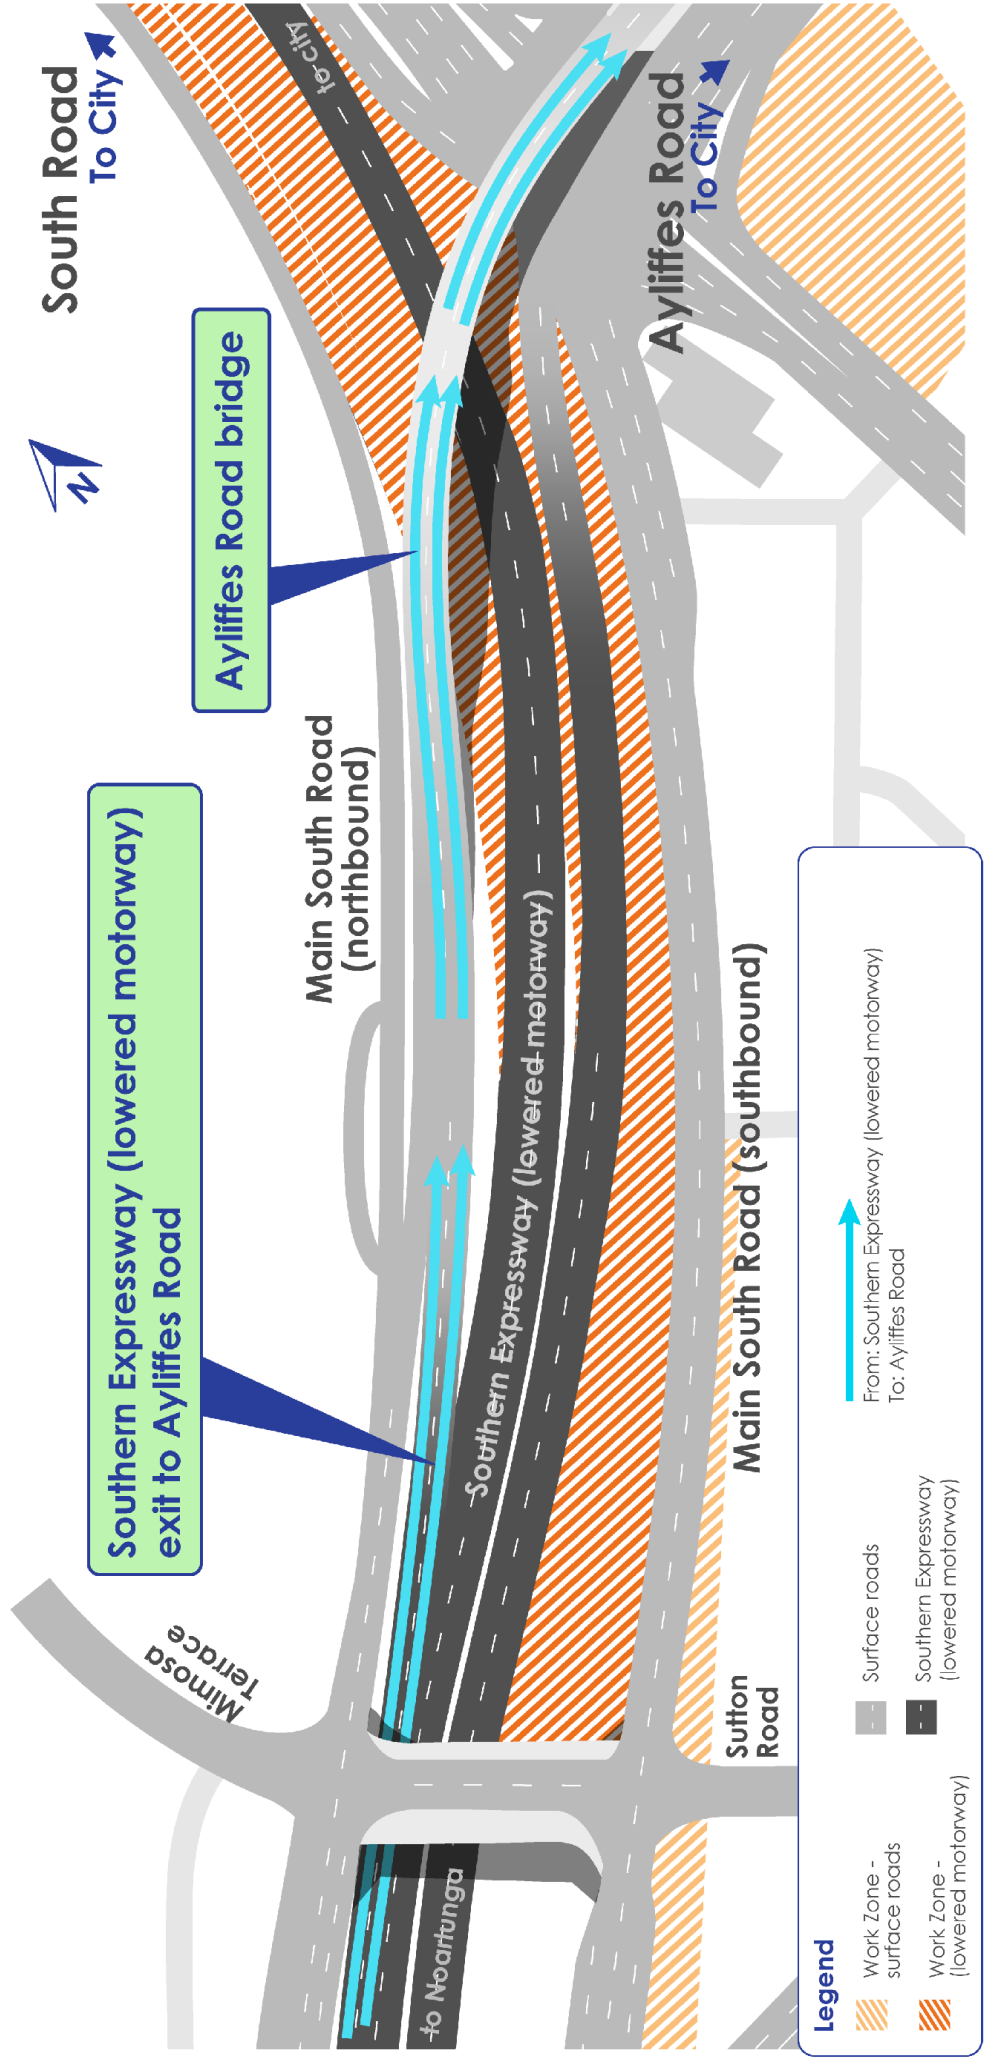 South Road
To City
to city
Ayliffes Road
To City
N
Ayliffes Road bridge
Main South Road
(northbound)
Southern Expressway (lowered motorway)
exit to Ayliffes Road
Southern Expressway (lowered motorway)
Main South Road (southbound)
Mimosa
Terrace
Sutton
Road
to Noarlunga
Legend
Work Zone -
surface roads
Work Zone -
(lowered motorway)
Surface roads
Southern Expressway
(lowered motorway)
From: Southern Expressway (lowered motorway)
To: Ayliffes Road